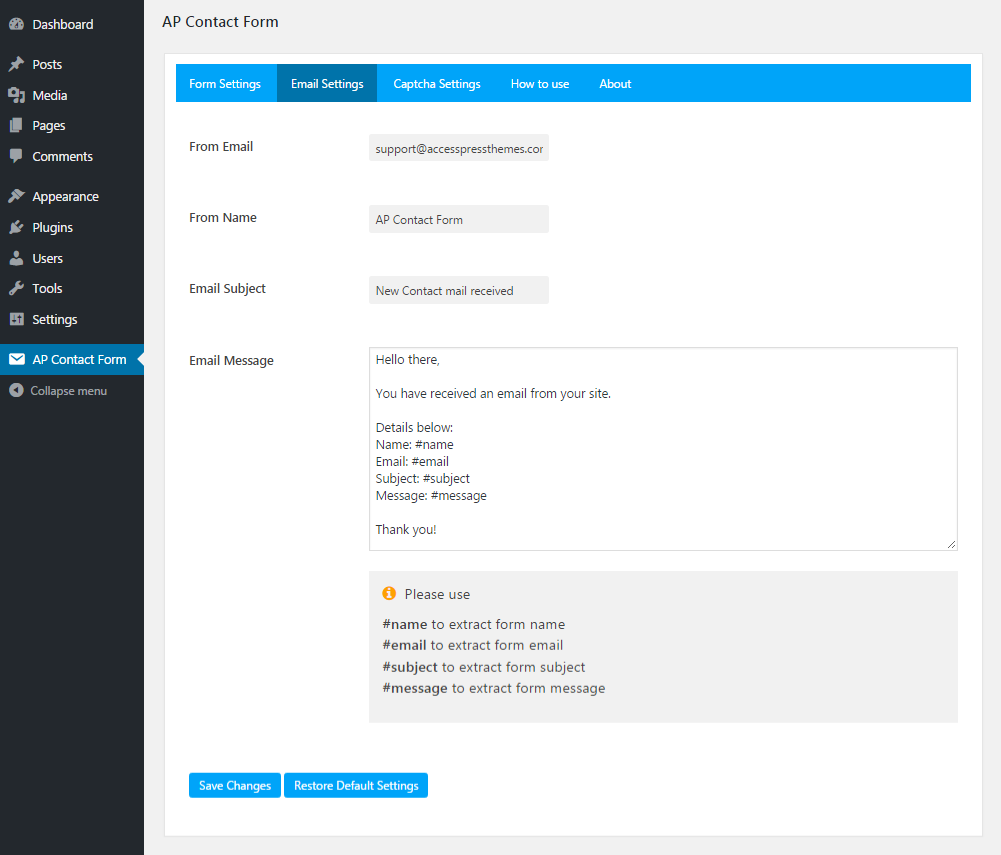 Dashboard
Posts
Media
Pages
Comments
Appearance
Plugins
Users
Tools
Settings
AP Contact Form
Collapse menu
AP Contact Form
Form Settings Email Settings Captcha Settings How to use About
From Email support@accesspressthemes.cor
From Name AP Contact Form
Email Subject New Contact mail received
Email Message
Hello there,
You have received an email from your site.
Details below:
Name: #name
Email: #email
Subject: #subject
Message: #message
Thank you!
Please use
#name to extract form name
#email to extract form email
#subject to extract form subject
#message to extract form message
Save Changes Restore Default Settings